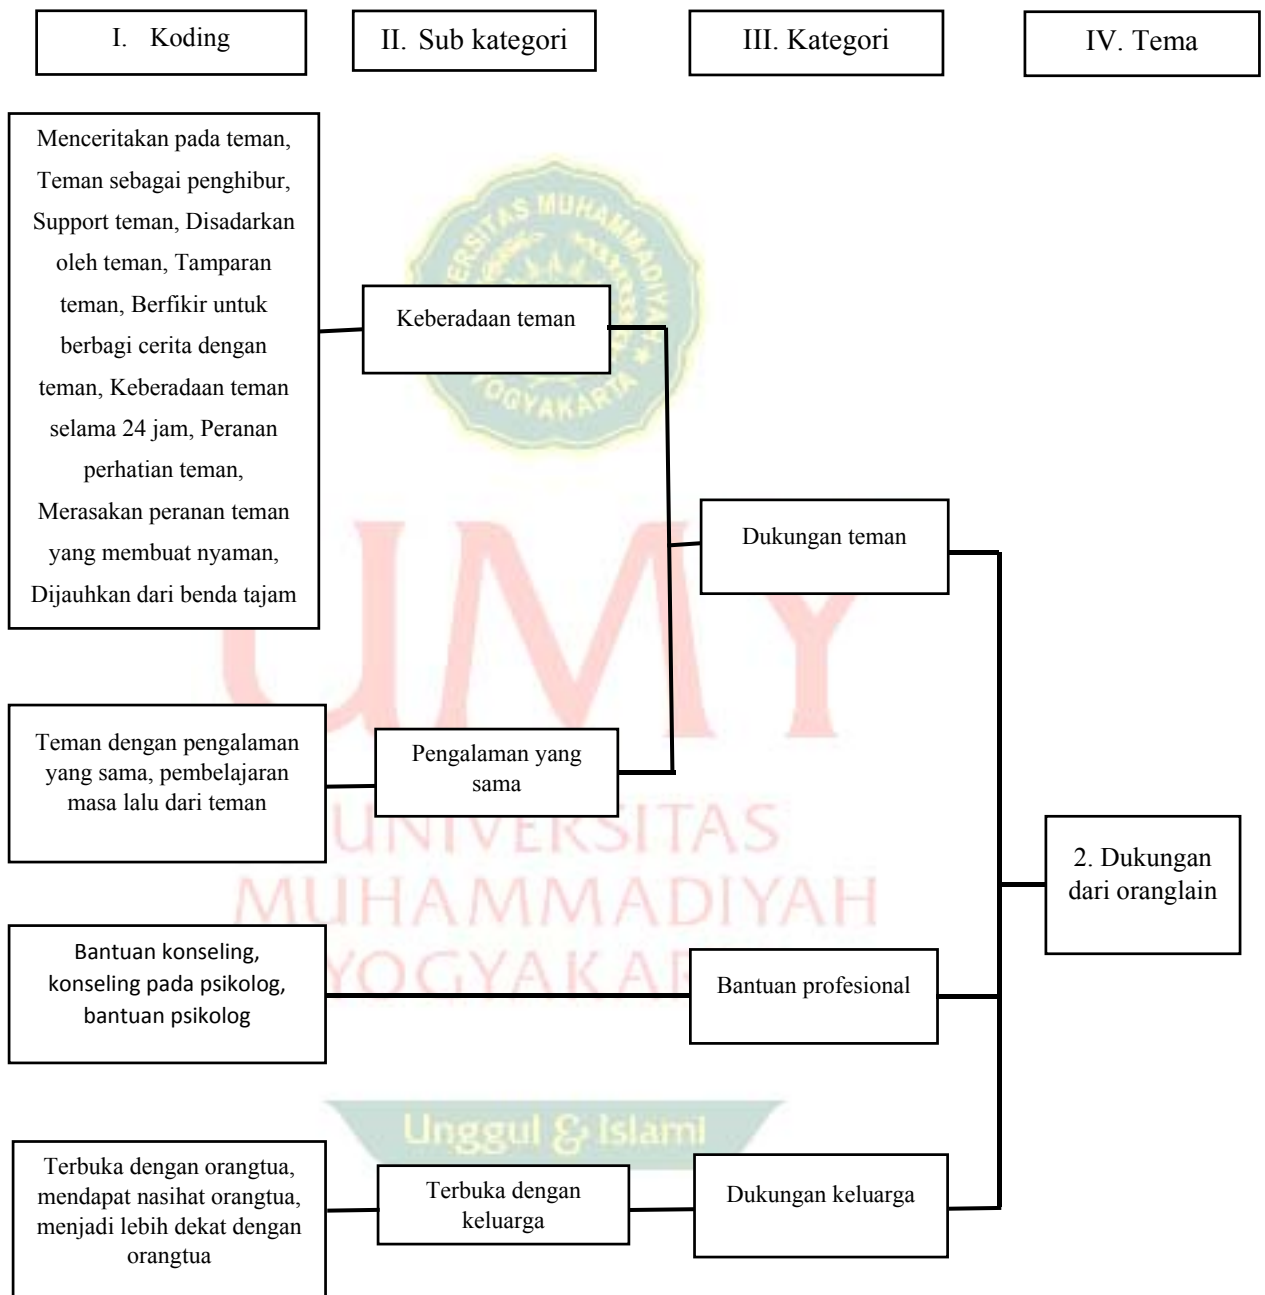 I. Koding
II. Sub kategori
III. Kategori
IV. Tema
Menceritakan pada teman,
Teman sebagai penghibur,
Support teman, Disadarkan
oleh teman, Tamparan
teman, Berfikir untuk
berbagi cerita dengan
teman, Keberadaan teman
selama 24 jam, Peranan
perhatian teman,
Merasakan peranan teman
yang membuat nyaman,
Dijauhkan dari benda tajam
Keberadaan teman
Dukungan teman
Teman dengan pengalaman
yang sama, pembelajaran
masa lalu dari teman
Pengalaman yang
sama
2. Dukungan
dari oranglain
Bantuan konseling,
konseling pada psikolog,
bantuan psikolog
Bantuan profesional
Terbuka dengan orangtua,
mendapat nasihat orangtua,
menjadi lebih dekat dengan
orangtua
Terbuka dengan
keluarga
Dukungan keluarga
UMY
UNIVERSITAS
MUHAMMADIYAH
Unggul & Islami